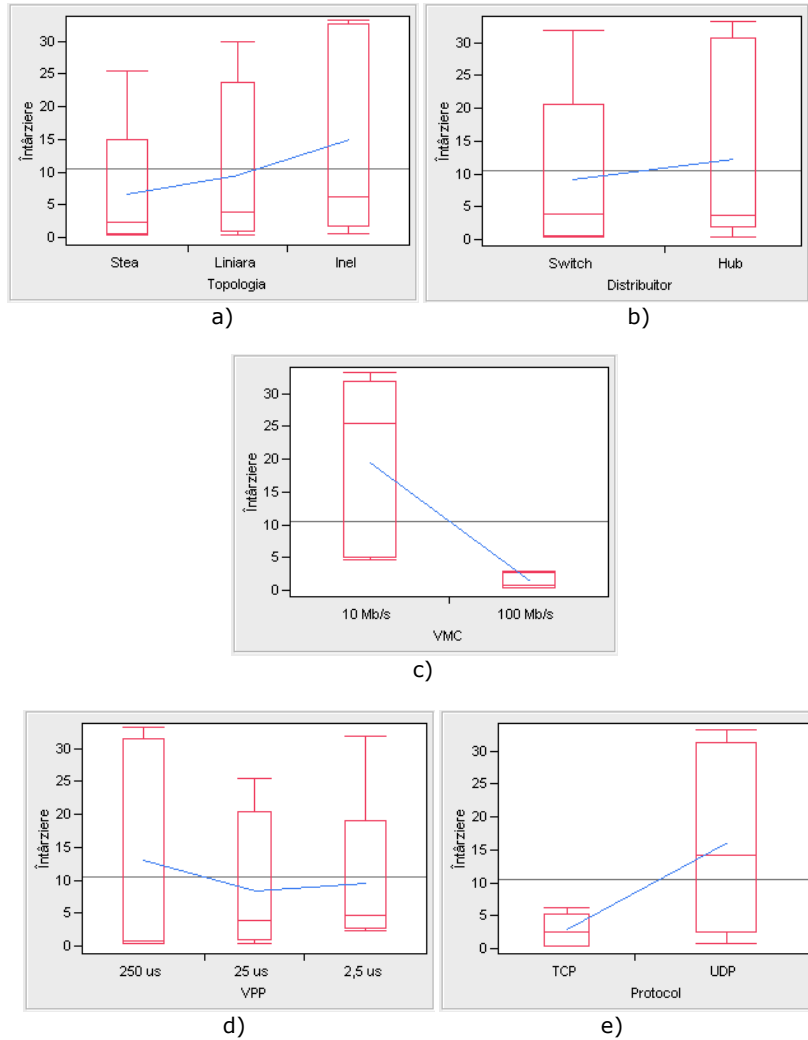 Întârziere
30
25
20
15
10
5
0
Stea Liniara Inel
Topologia
a)
Întârziere
30
25
20
15
10
5
0
Switch Hub
Distribuitor
b)
Întârziere
30
25
20
15
10
5
0
10 Mb/s 100 Mb/s
VMC
c)
Întârziere
30
25
20
15
10
5
0
250 us 25 us 2,5 us
VPP
d)
Întârziere
30
25
20
15
10
5
0
TCP UDP
Protocol
e)